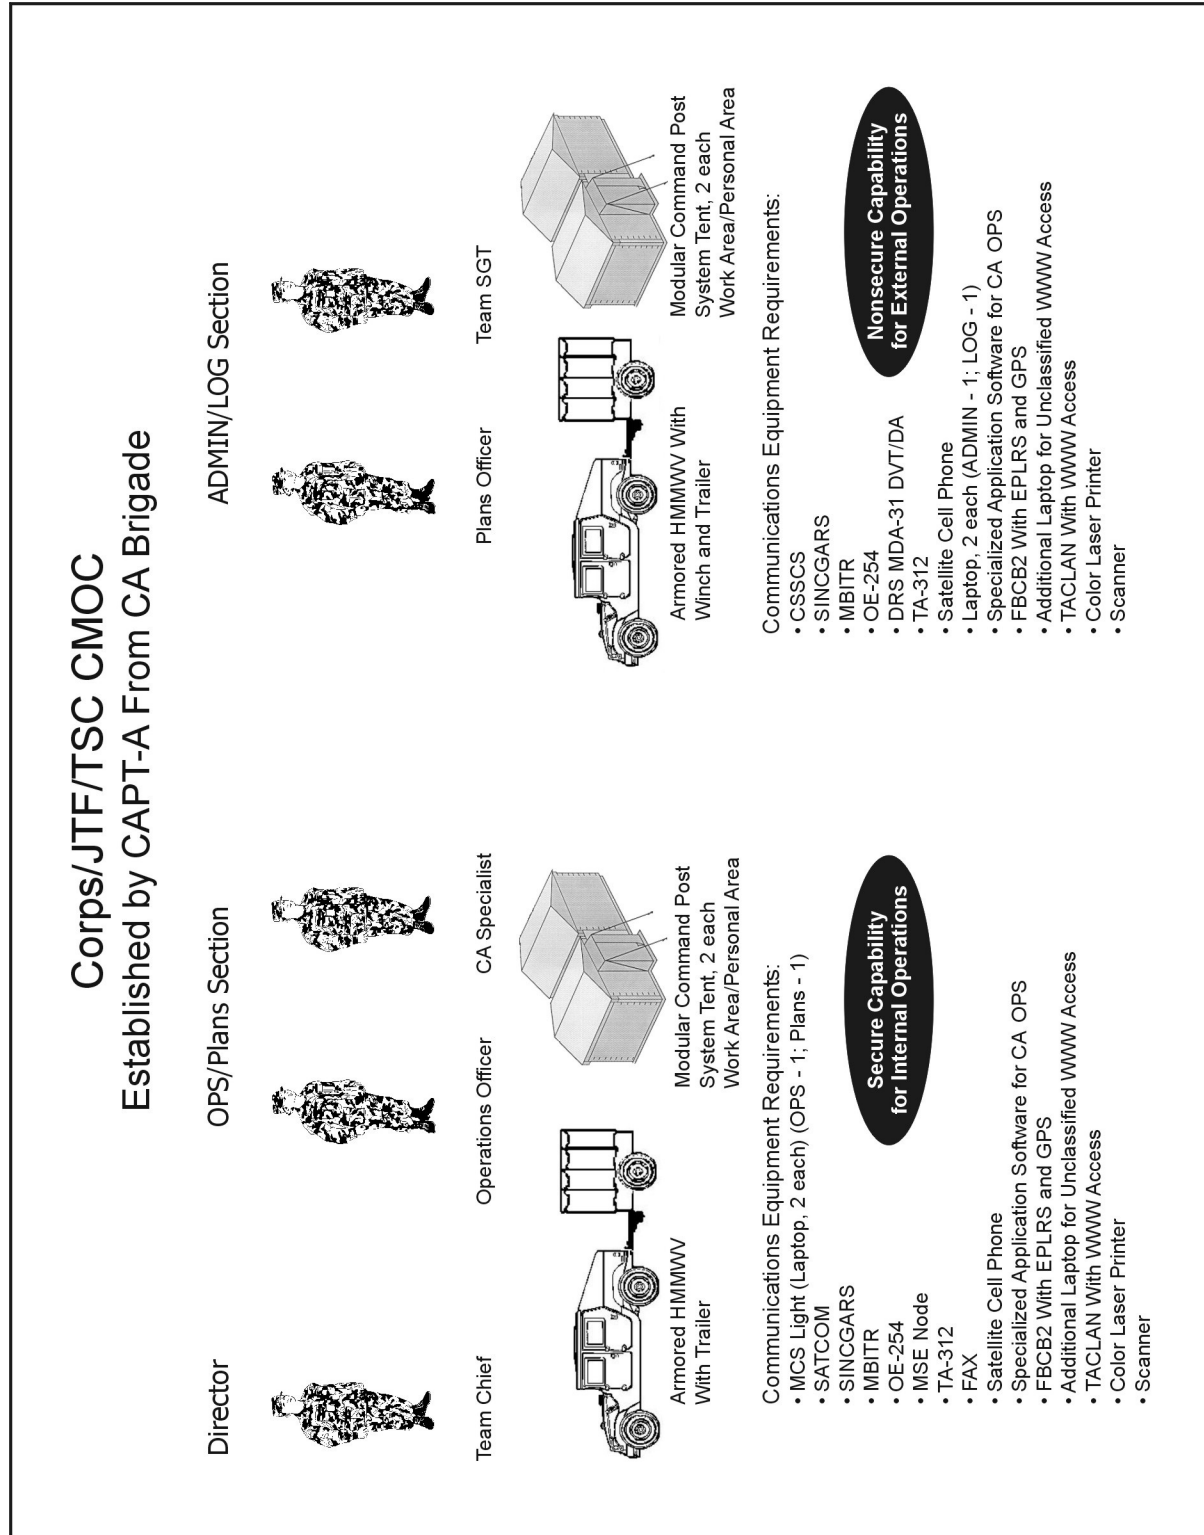 Corps/JTF/TSC CMOC
Established by CAPT-A From CA Brigade
Director
OPS/Plans Section
ADMIN/LOG Section
Team Chief
Operations Officer
CA Specialist
Plans Officer
Team SGT
Armored HMMWV
With Trailer
Modular Command Post
System Tent, 2 each
Work Area/Personal Area
Armored HMMWV With
Winch and Trailer
Modular Command Post
System Tent, 2 each
Work Area/Personal Area
Communications Equipment Requirements:
• MCS Light (Laptop, 2 each) (OPS - 1; Plans - 1)
• SATCOM
• SINCGARS
• MBITR
• OE-254
• MSE Node
• TA-312
• FAX
• Satellite Cell Phone
• Specialized Application Software for CA OPS
• FBCB2 With EPLRS and GPS
• Additional Laptop for Unclassified WWW Access
• TACLAN With WWW Access
• Color Laser Printer
• Scanner
Secure Capability
for Internal Operations
Communications Equipment Requirements:
• CSSCS
• SINCGARS
• MBITR
• OE-254
• DRS MDA-31 DVT/DA
• TA-312
• Satellite Cell Phone
• Laptop, 2 each (ADMIN - 1; LOG - 1)
• Specialized Application Software for CA OPS
• FBCB2 With EPLRS and GPS
• Additional Laptop for Unclassified WWW Access
• TACLAN With WWW Access
• Color Laser Printer
• Scanner
Nonsecure Capability
for External Operations